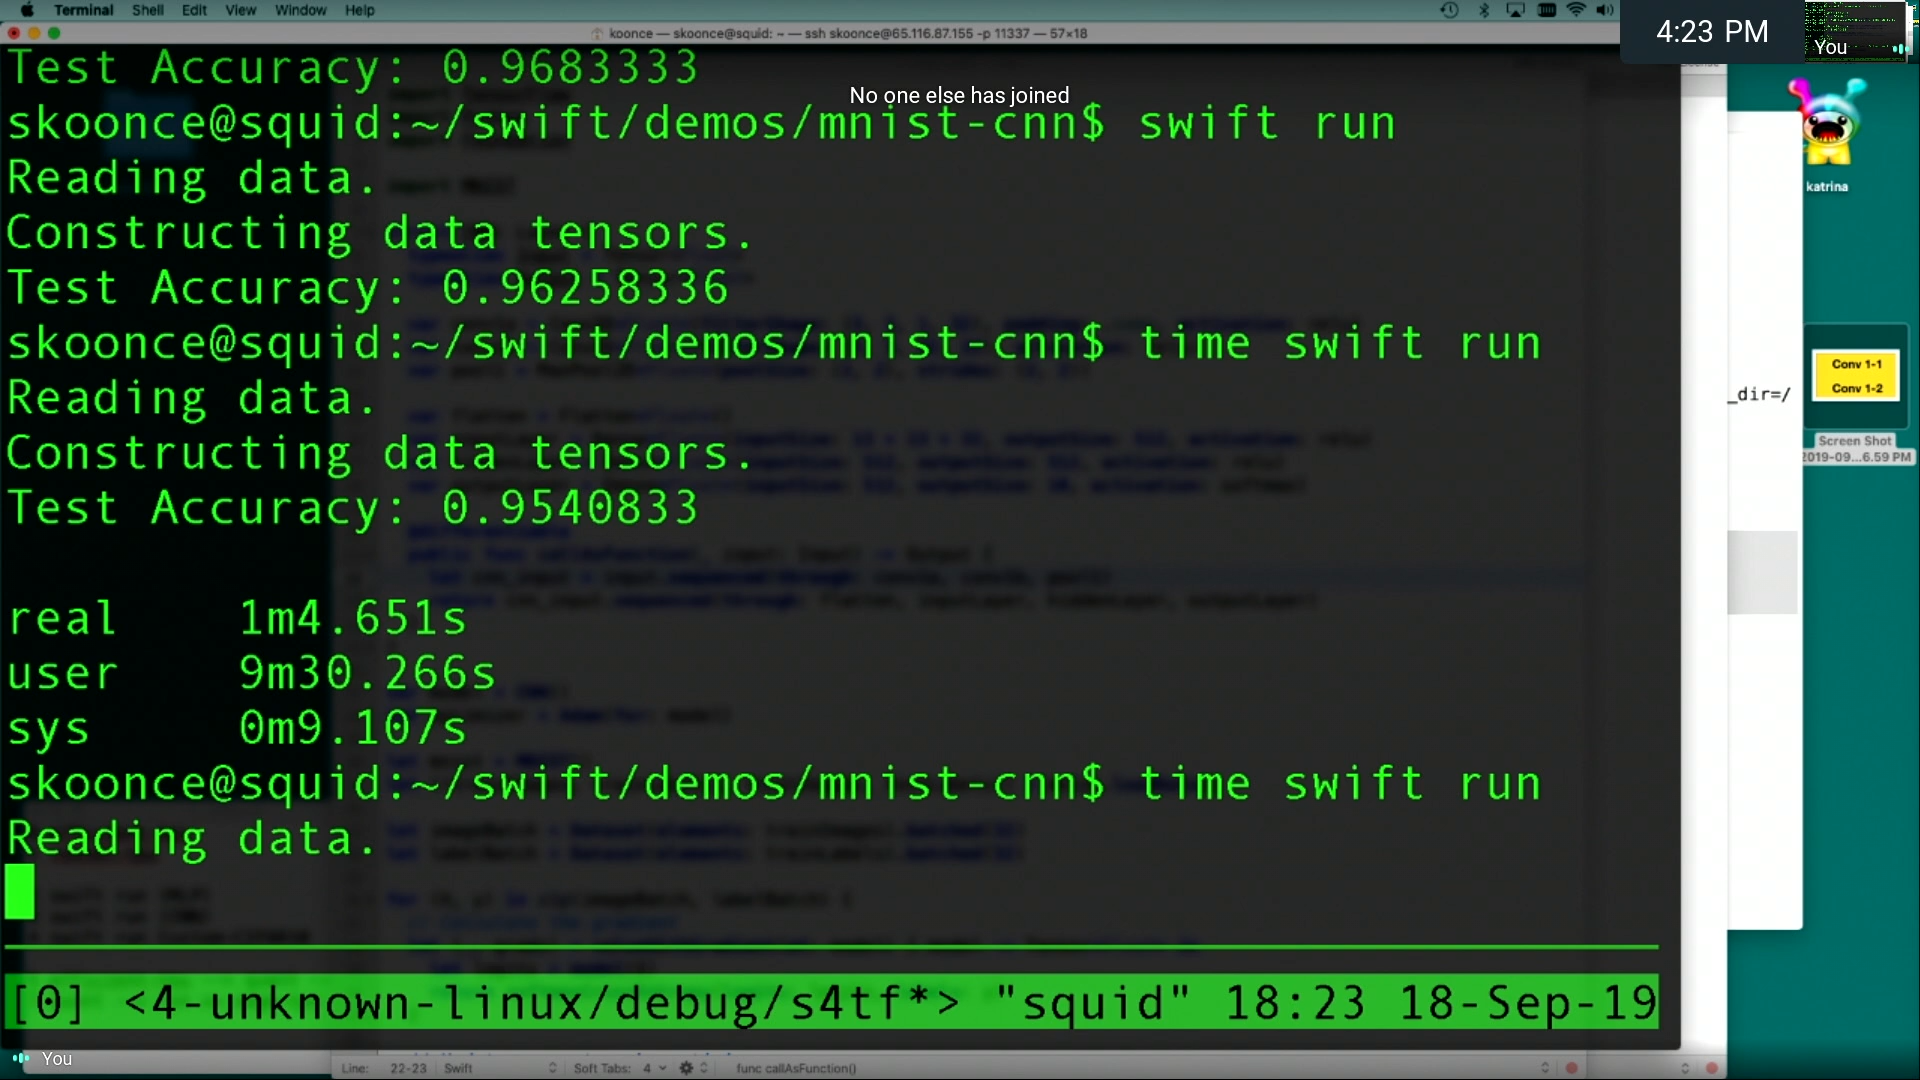 Terminal Shell Edit View Window Help
koonce — skoonce@squid: ~ — ssh skoonce@65.116.87.155 -p 11337 — 57×18
4:23 PM
You
No one else has joined
Test Accuracy: 0.9683333
skoonce@squid:~/swift/demos/mnist-cnn$ swift run
Reading data.
Constructing data tensors.
Test Accuracy: 0.96258336
skoonce@squid:~/swift/demos/mnist-cnn$ time swift run
Reading data.
Constructing data tensors.
Test Accuracy: 0.9540833
real 1m4.651s
user 9m30.266s
sys 0m9.107s
skoonce@squid:~/swift/demos/mnist-cnn$ time swift run
Reading data.
[0] <4-unknown-linux/debug/s4tf*> "squid" 18:23 18-Sep-19
You
Line: 22-23 Swift Soft Tabs: 4 func callAsFunction()
katrina
_dir=/
Conv 1-1
Conv 1-2
Screen Shot
2019-09...6.59 PM